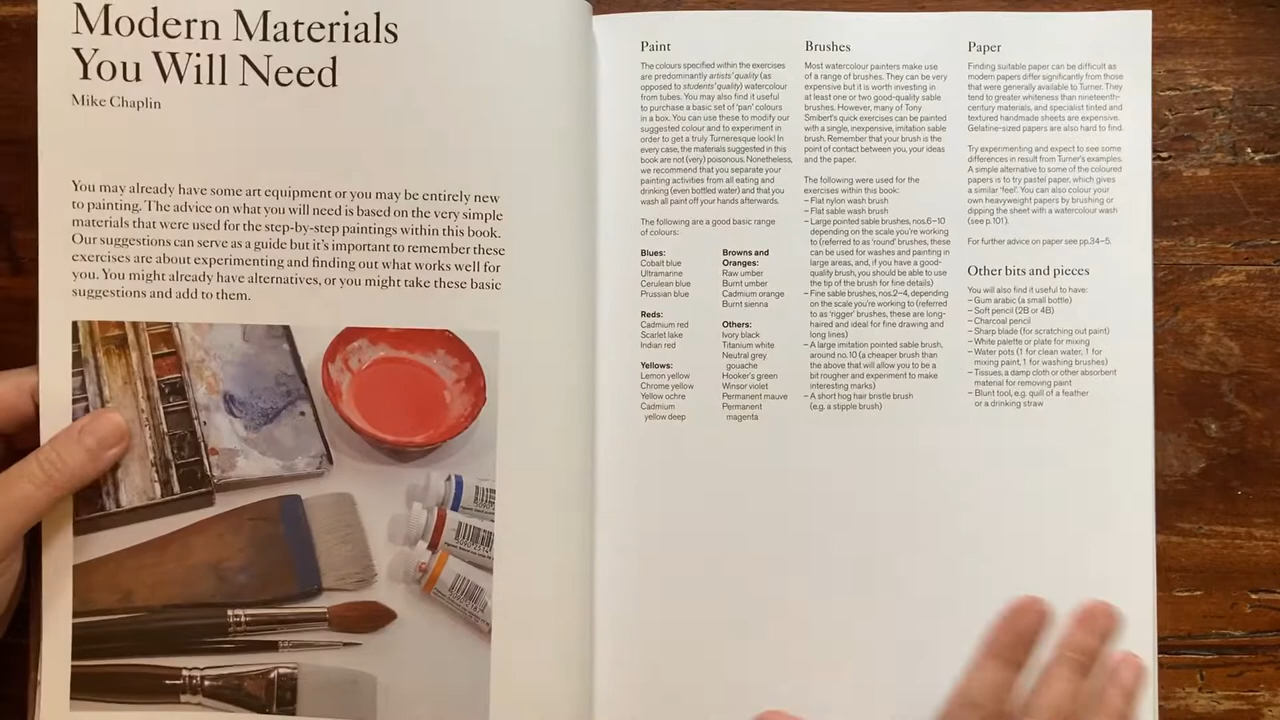 Modern Materials
You Will Need
Mike Chaplin
You may already have some art equipment or you may be entirely new
to painting. The advice on what you will need is based on the very simple
materials that were used for the step-by-step paintings within this book.
Our suggestions can serve as a guide but it's important to remember these
exercises are about experimenting and finding out what works well for
you. You might already have alternatives, or you might take these basic
suggestions and add to them.
Paint
The colours specified within the exercises
are predominantly artists' quality (as
opposed to students' quality) watercolour
from tubes. You may also find it useful
to purchase a basic set of 'pan' colours
in a box. You can use these to modify our
suggested colour and to experiment in
order to get a truly Turneresque look! In
every case, the materials suggested in this
book are not (very) poisonous. Nonetheless,
we recommend that you separate your
painting activities from all eating and
drinking (even bottled water) and that you
wash all paint off your hands afterwards.
The following are a good basic range
of colours:
Blues:
Cobalt blue
Ultramarine
Cerulean blue
Prussian blue
Reds:
Cadmium red
Scarlet lake
Indian red
Yellows:
Lemon yellow
Chrome yellow
Yellow ochre
Cadmium
yellow deep
Browns and
Oranges:
Raw umber
Burnt umber
Cadmium orange
Burnt sienna
Others:
Ivory black
Titanium white
Neutral grey
gouache
Hooker's green
Winsor violet
Permanent mauve
Permanent
magenta
Brushes
Most watercolour painters make use
of a range of brushes. They can be very
expensive but it is worth investing in
at least one or two good-quality sable
brushes. However, many of Tony
Smibert's quick exercises can be painted
with a single, inexpensive, imitation sable
brush. Remember that your brush is the
point of contact between you, your ideas
and the paper.
The following were used for the
exercises within this book:
– Flat nylon wash brush
– Flat sable wash brush
– Large pointed sable brushes, nos.6–10
depending on the scale you're working
to (referred to as 'round' brushes, these
can be used for washes and painting in
large areas, and, if you have a good-
quality brush, you should be able to use
the tip of the brush for fine details)
– Fine sable brushes, nos.2–4, depending
on the scale you're working to (referred
to as 'rigger' brushes, these are long-
haired and ideal for fine drawing and
long lines)
– A large imitation pointed sable brush,
around no.10 (a cheaper brush than
the above that will allow you to be a
bit rougher and experiment to make
interesting marks)
– A short hog hair bristle brush
(e.g. a stipple brush)
Paper
Finding suitable paper can be difficult as
modern papers differ significantly from those
that were generally available to Turner. They
tend to greater whiteness than nineteenth-
century materials, and specialist tinted and
textured handmade sheets are expensive.
Gelatine-sized papers are also hard to find.
Try experimenting and expect to see some
differences in result from Turner's examples.
A simple alternative to some of the coloured
papers is to try pastel paper, which gives
a similar 'feel'. You can also colour your
own heavyweight papers by brushing or
dipping the sheet with a watercolour wash
(see p.101).
For further advice on paper see pp.34–5.
Other bits and pieces
You will also find it useful to have:
– Gum arabic (a small bottle)
– Soft pencil (2B or 4B)
– Charcoal pencil
– Sharp blade (for scratching out paint)
– White palette or plate for mixing
– Water pots (1 for clean water, 1 for
mixing paint, 1 for washing brushes)
– Tissues, a damp cloth or other absorbent
material for removing paint
– Blunt tool, e.g. quill of a feather
or a drinking straw